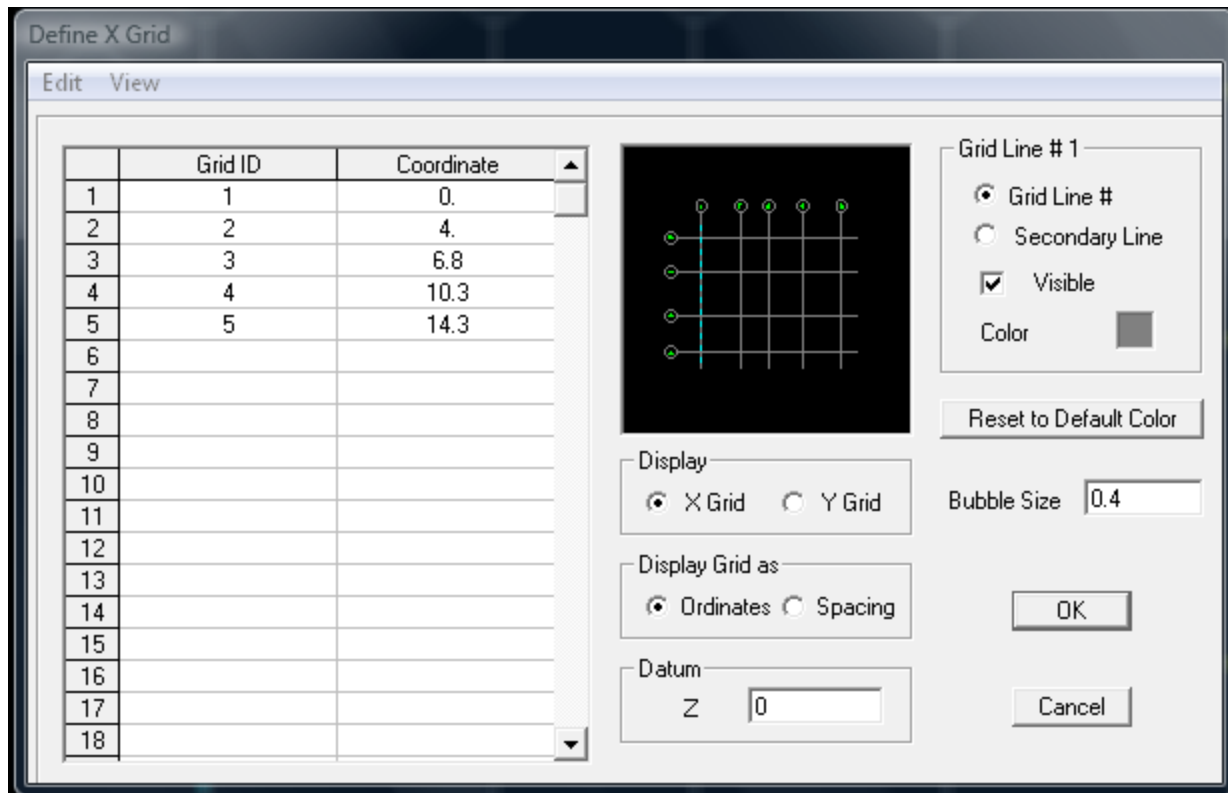 Define X Grid
Edit View
Grid ID Coordinate
1 1 0.
2 2 4.
3 3 6.8
4 4 10.3
5 5 14.3
6
7
8
9
10
11
12
13
14
15
16
17
18
Display
X Grid Y Grid
Display Grid as
Ordinates Spacing
Datum
Z 0
Grid Line # 1
Grid Line #
Secondary Line
Visible
Color
Reset to Default Color
Bubble Size 0.4
OK
Cancel